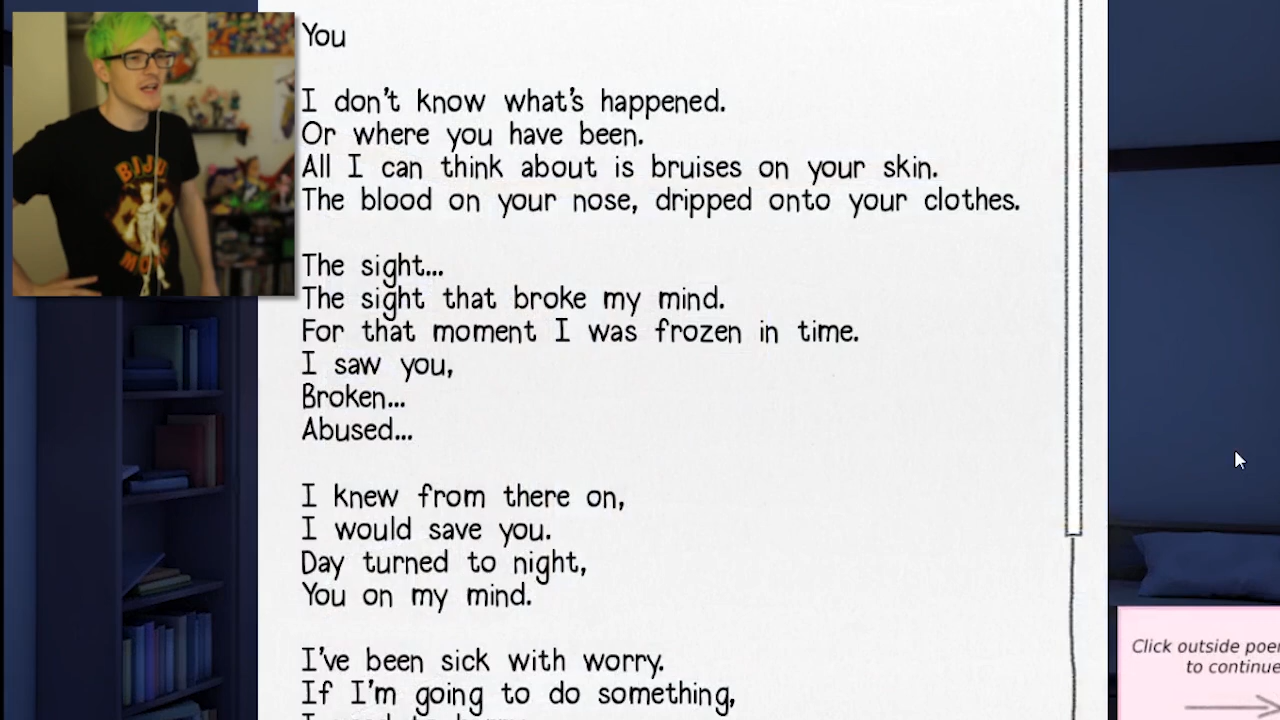 You
I don't know what's happened.
Or where you have been.
All I can think about is bruises on your skin.
The blood on your nose, dripped onto your clothes.
The sight...
The sight that broke my mind.
For that moment I was frozen in time.
I saw you,
Broken...
Abused...
I knew from there on,
I would save you.
Day turned to night,
You on my mind.
I've been sick with worry.
If I'm going to do something,
Click outside poe
to continue
BIJU